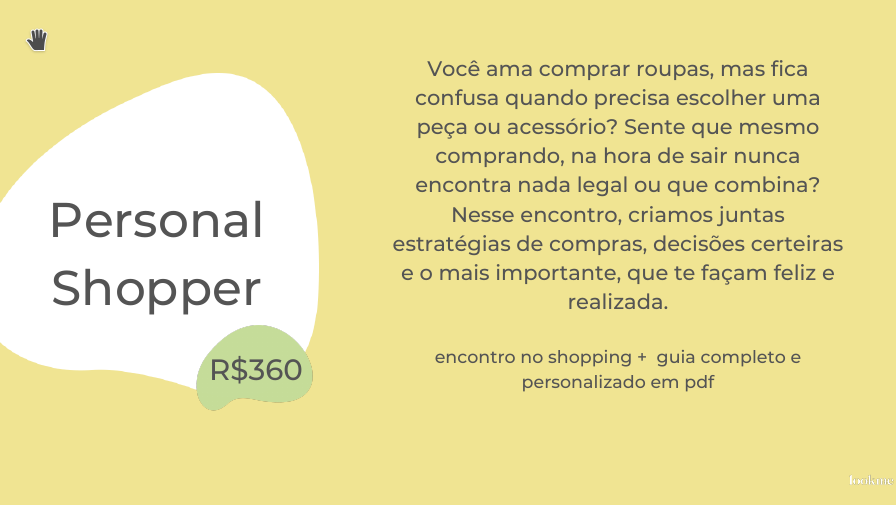 Personal
Shopper
R$360
Você ama comprar roupas, mas fica
confusa quando precisa escolher uma
peça ou acessório? Sente que mesmo
comprando, na hora de sair nunca
encontra nada legal ou que combina?
Nesse encontro, criamos juntas
estratégias de compras, decisões certeiras
e o mais importante, que te façam feliz e
realizada.
encontro no shopping + guia completo e
personalizado em pdf